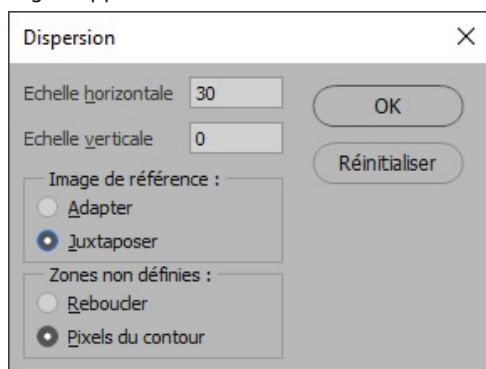 Dispersion
Echelle horizontale 30
OK
Echelle verticale 0
Réinitialiser
Image de référence :
Adapter
Juxtaposer
Zones non définies :
Reboucler
Pixels du contour